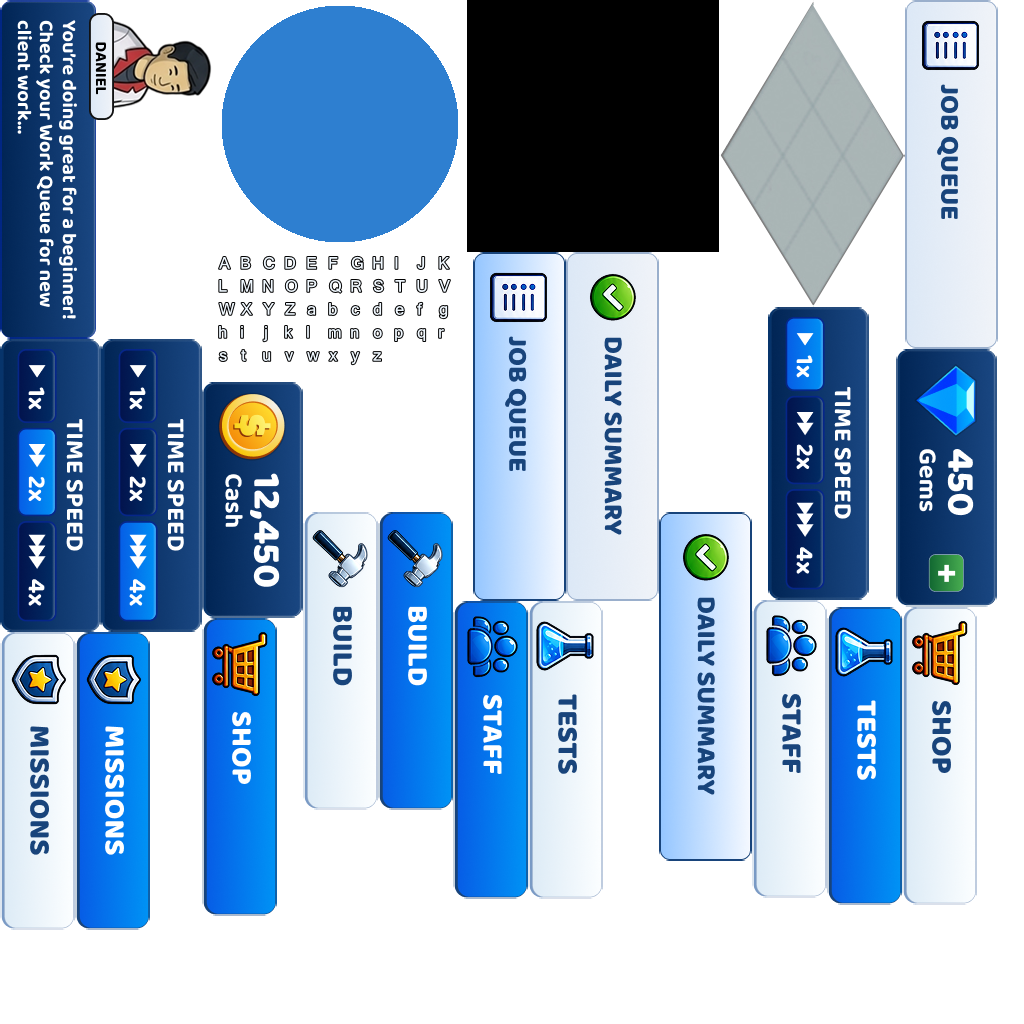 You're doing great for a beginner!
Check your Work Queue for new
client work...
DANIEL
JOB QUEUE
A B C D E F G H I J K
L M N O P Q R S T U V
W X Y Z a b c d e f g
h i j k l m n o p q r
s t u v w x y z
JOB QUEUE
DAILY SUMMARY
TIME SPEED
1x 2x 4x
TIME SPEED
1x 2x 4x
12,450
Cash
TIME SPEED
1x 2x 4x
450
Gems
+
BUILD
BUILD
DAILY SUMMARY
MISSIONS
MISSIONS
SHOP
STAFF
TESTS
STAFF
TESTS
SHOP